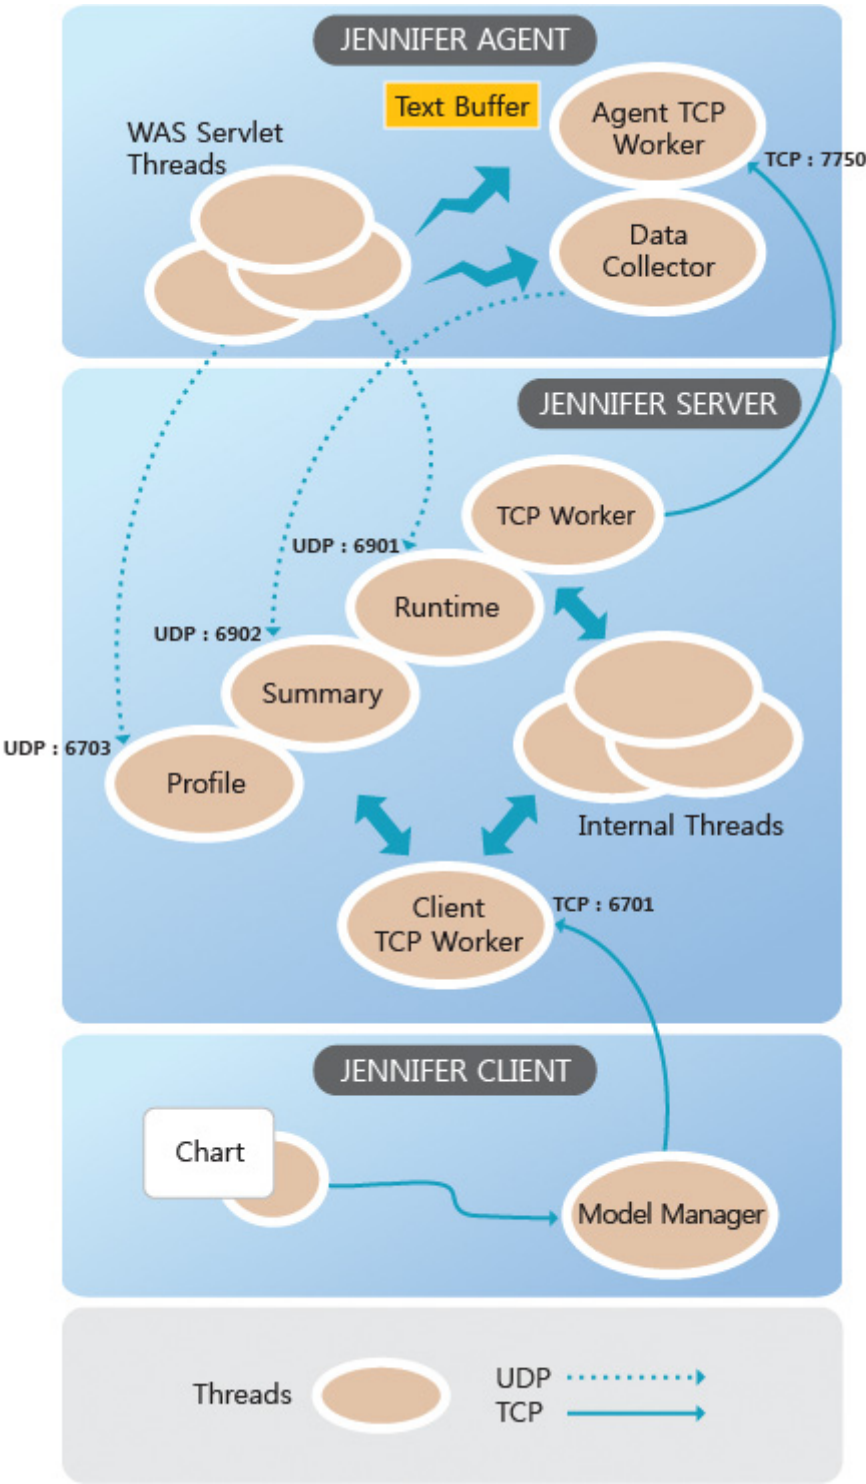 JENNIFER AGENT
Text Buffer
Agent TCP
Worker
WAS Servlet
Threads
TCP : 7750
Data
Collector
JENNIFER SERVER
TCP Worker
UDP : 6901
Runtime
UDP : 6902
Summary
UDP : 6703
Profile
Internal Threads
Client
TCP Worker
TCP : 6701
JENNIFER CLIENT
Chart
Model Manager
Threads
UDP
TCP